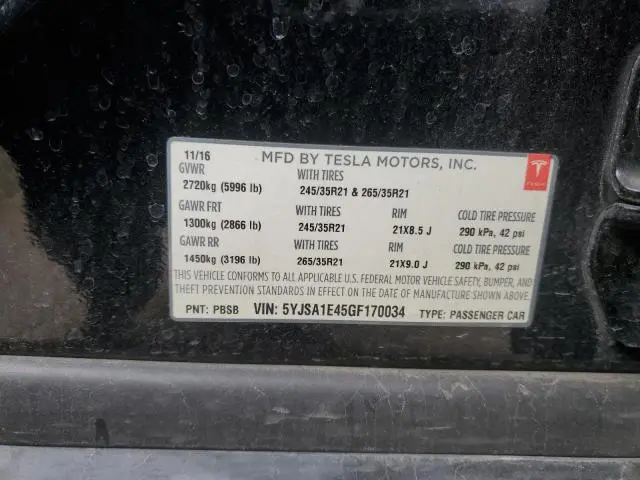 11/16 MFD BY TESLA MOTORS, INC.
GVWR WITH TIRES
2720kg (5996 lb) 245/35R21 & 265/35R21
GAWR FRT WITH TIRES RIM COLD TIRE PRESSURE
1300kg (2866 lb) 245/35R21 21X8.5 J 290 kPa, 42 psi
GAWR RR WITH TIRES RIM COLD TIRE PRESSURE
1450kg (3196 lb) 265/35R21 21X9.0 J 290 kPa, 42 psi
THIS VEHICLE CONFORMS TO ALL APPLICABLE U.S. FEDERAL MOTOR VEHICLE SAFETY, BUMPER, AND
THEFT PREVENTION STANDARDS IN EFFECT ON THE DATE OF MANUFACTURE SHOWN ABOVE.
PNT: PBSB VIN: 5YJSA1E45GF170034 TYPE: PASSENGER CAR
TESLA